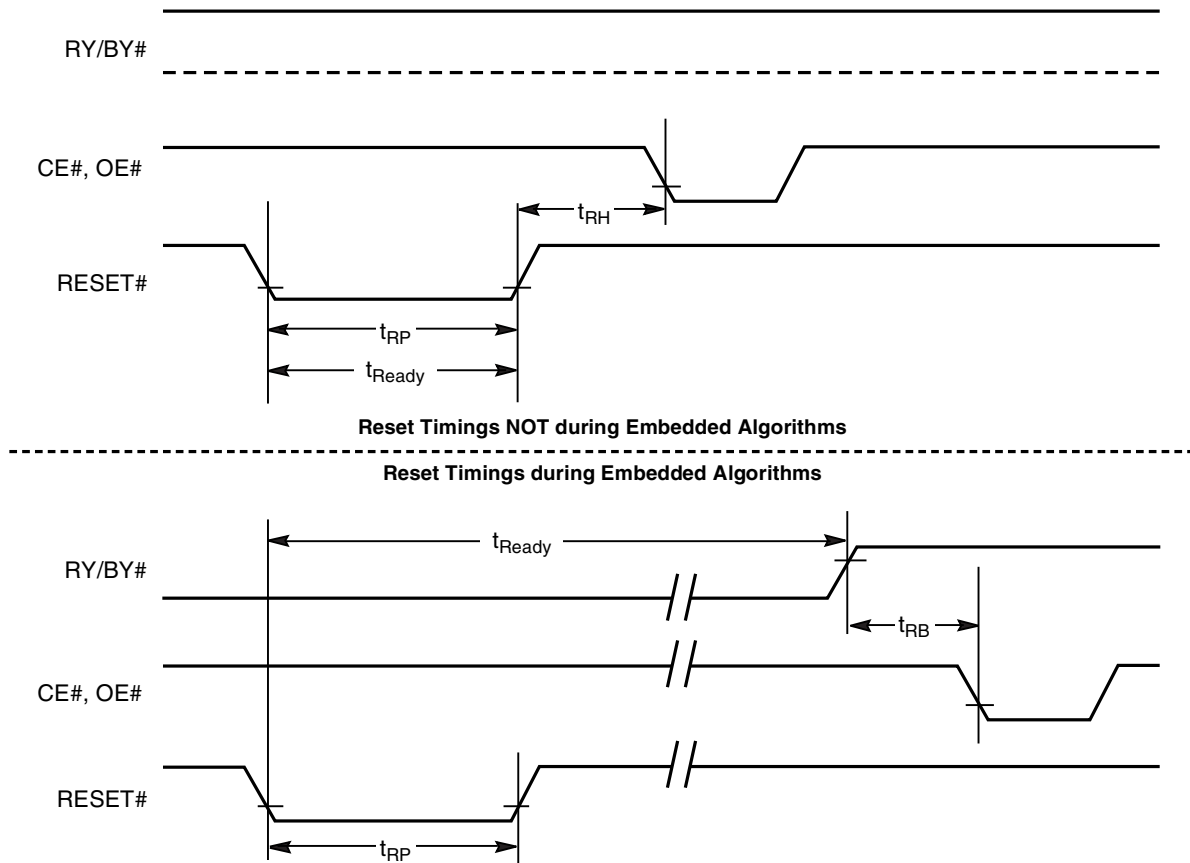 RY/BY#
CE#, OE#
tRH
RESET#
tRP
tReady
Reset Timings NOT during Embedded Algorithms
Reset Timings during Embedded Algorithms
tReady
RY/BY#
tRB
CE#, OE#
RESET#
tRP